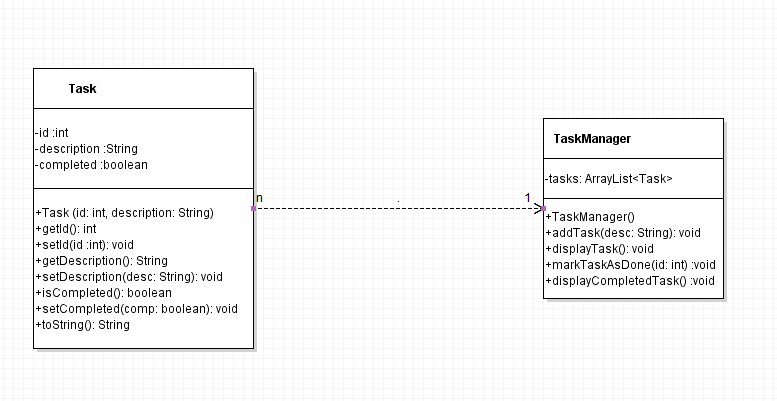 Task
-id :int
-description :String
-completed :boolean
+Task (id: int, description: String)
+getId(): int
+setId(id :int): void
+getDescription(): String
+setDescription(desc: String): void
+isCompleted(): boolean
+setCompleted(comp: boolean): void
+toString(): String
n
.
1
TaskManager
-tasks: ArrayList<Task>
+TaskManager()
+addTask(desc: String): void
+displayTask(): void
+markTaskAsDone(id: int) :void
+displayCompletedTask() :void